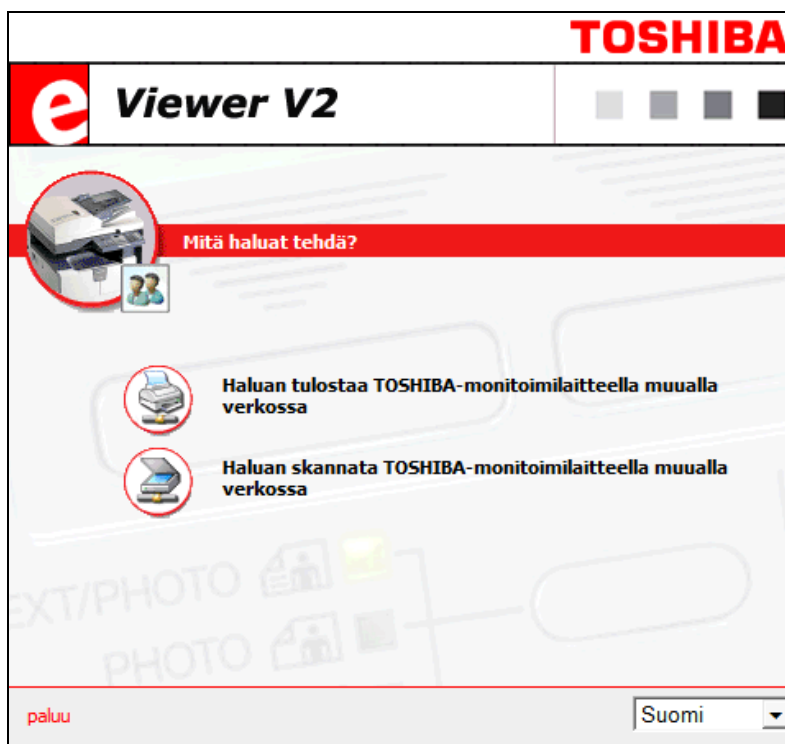 TOSHIBA
e Viewer V2
Mitä haluat tehdä?
Haluan tulostaa TOSHIBA-monitoimilaitteella muualla
verkossa
Haluan skannata TOSHIBA-monitoimilaitteella muualla
verkossa
EXT/PHOTO
PHOTO
paluu
Suomi